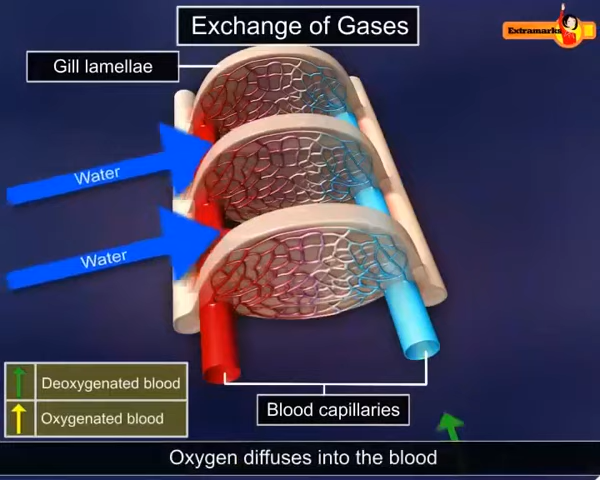 Exchange of Gases
Extramarks
Gill lamellae
Water
Water
Deoxygenated blood
Oxygenated blood
Blood capillaries
Oxygen diffuses into the blood